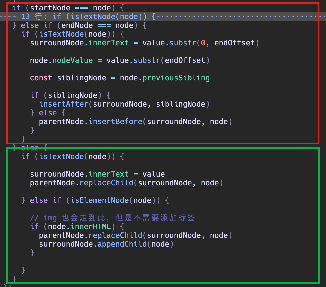 if (startNode === node) {
13 行: if (isTextNode(node)) {
} else if (endNode === node) {
if (isTextNode(node)) {
surroundNode.innerText = value.substr(0, endOffset)
node.nodeValue = value.substr(endOffset)
const siblingNode = node.previousSibling
if (siblingNode) {
insertAfter(surroundNode, siblingNode)
} else {
parentNode.insertBefore(surroundNode, node)
}
}
} else {
if (isTextNode(node)) {
surroundNode.innerText = value
parentNode.replaceChild(surroundNode, node)
} else if (isElementNode(node)) {
// img 也会走到此, 但是不需要添加标签
if (node.innerHTML) {
parentNode.replaceChild(surroundNode, node)
surroundNode.appendChild(node)
}
}
}